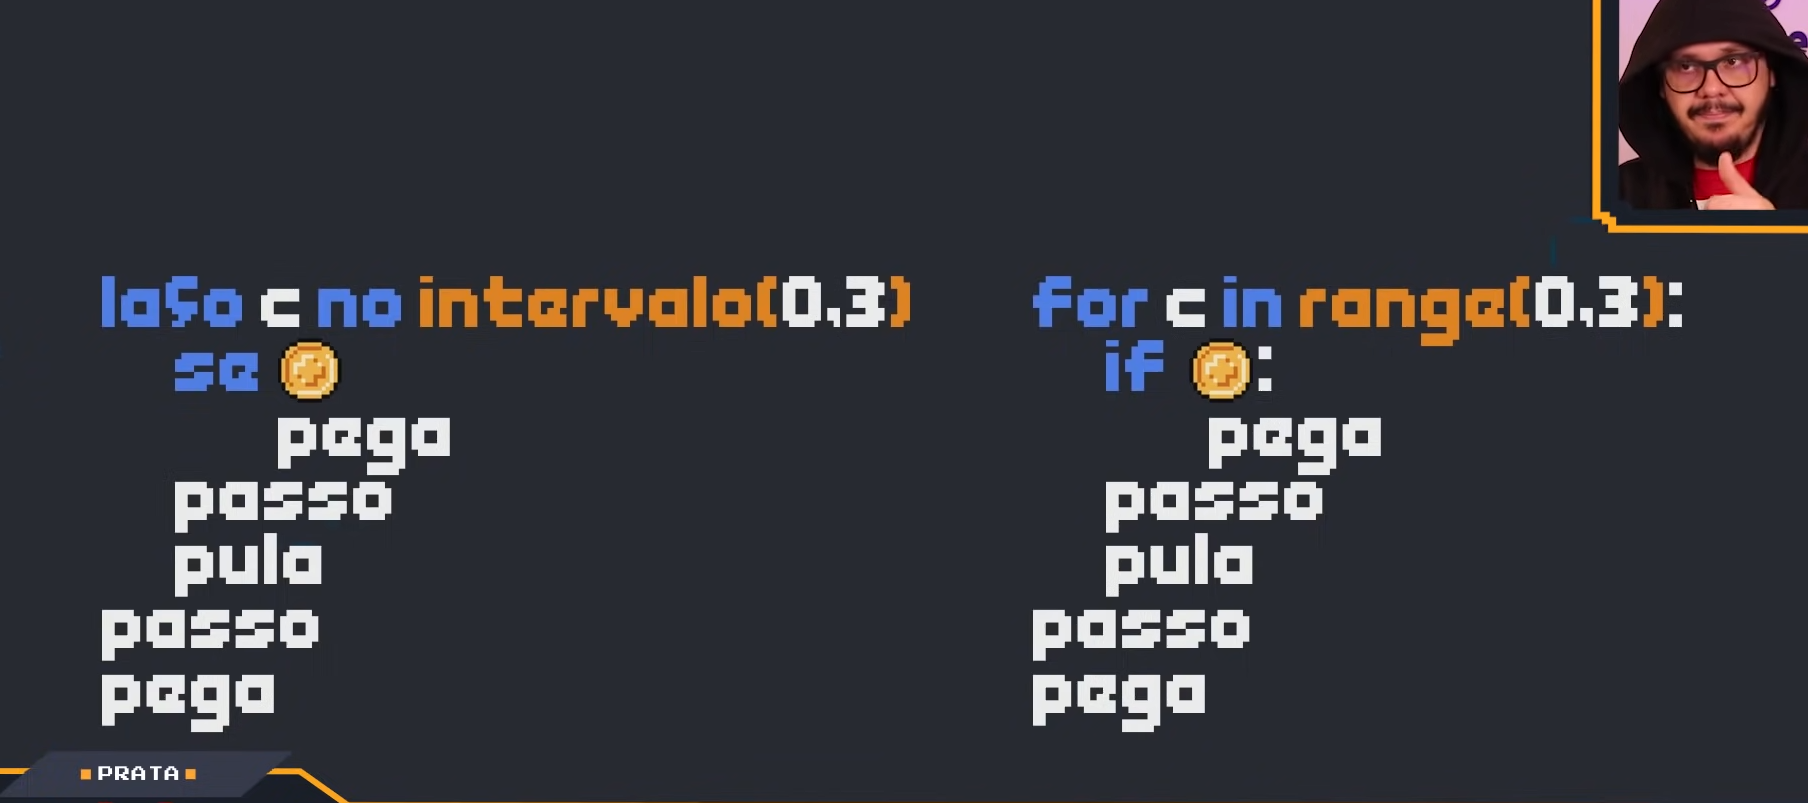 laço c no intervalo(0,3)
se
pega
passo
pula
passo
pega
for c in range(0,3):
if :
pega
passo
pula
passo
pega
PRATA